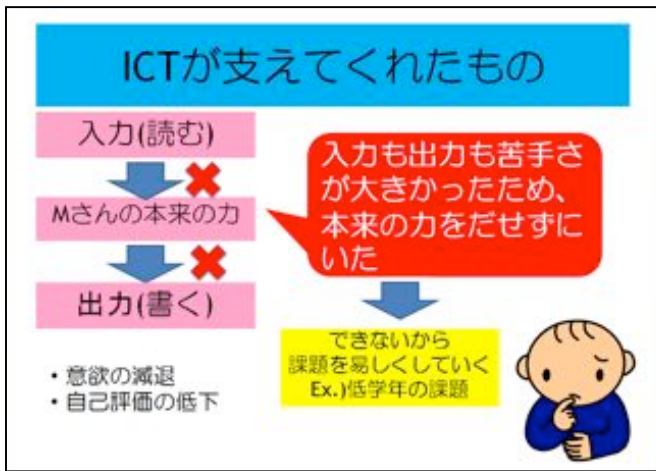 ICTが支えてくれたもの
入力(読む)
Mさんの本来の力
出力(書く)
・意欲の減退
・自己評価の低下
入力も出力も苦手さ
が大きかったため、
本来の力をだせずに
いた
できないから
課題を易しくしていく
Ex.)低学年の課題